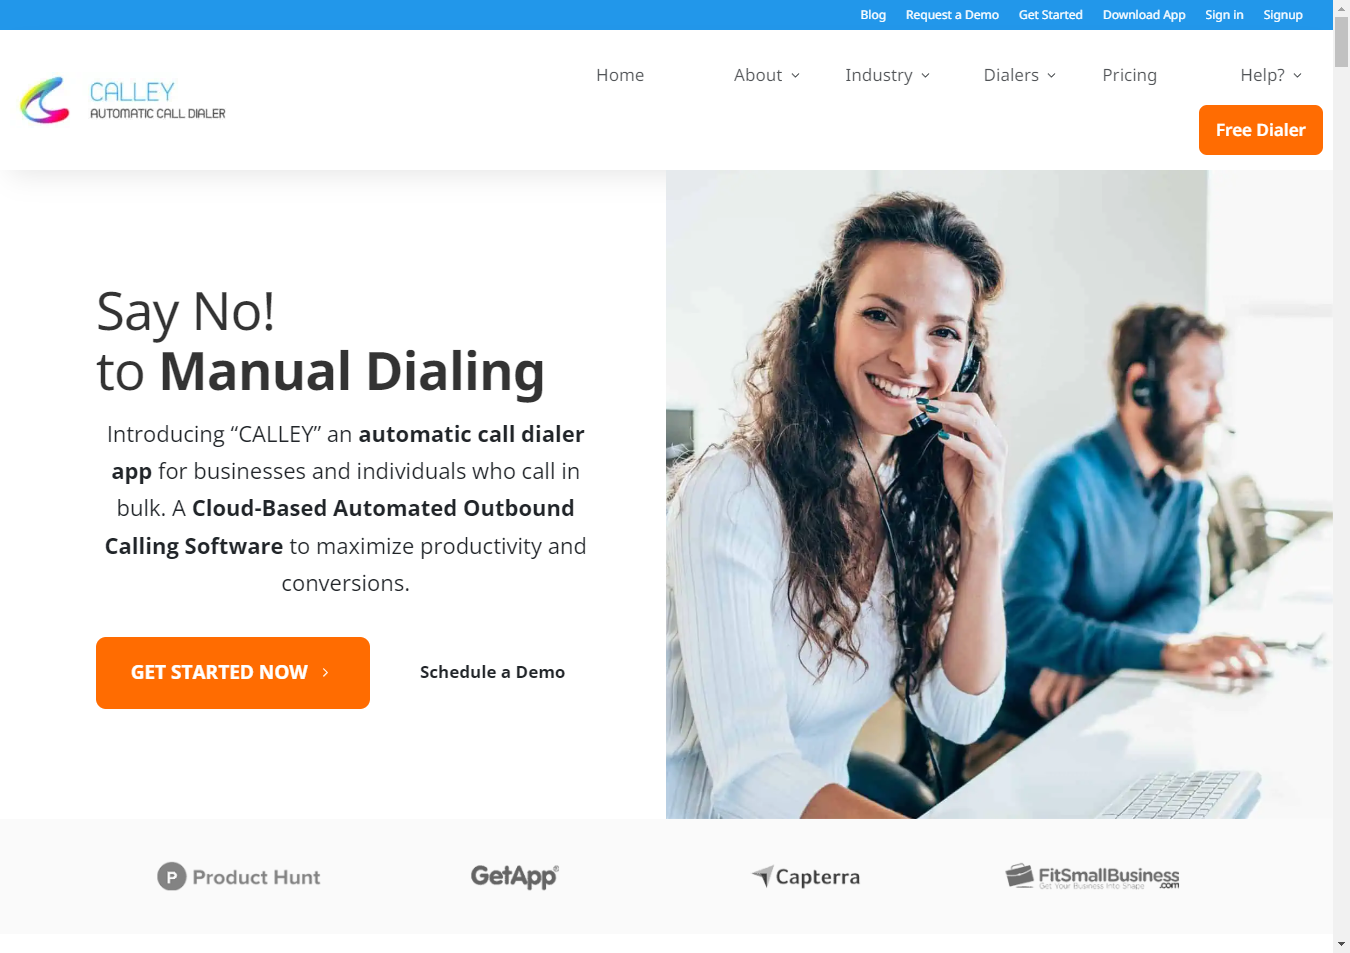 Blog Request a Demo Get Started Download App Sign in Signup
CALLEY
AUTOMATIC CALL DIALER
Home About Industry Dialers Pricing Help?
Free Dialer
Say No!
to Manual Dialing
Introducing “CALLEY” an automatic call dialer
app for businesses and individuals who call in
bulk. A Cloud-Based Automated Outbound
Calling Software to maximize productivity and
conversions.
GET STARTED NOW
Schedule a Demo
P Product Hunt
GetApp®
Capterra
FitSmallBusiness
Get Your Business Into Shape .com